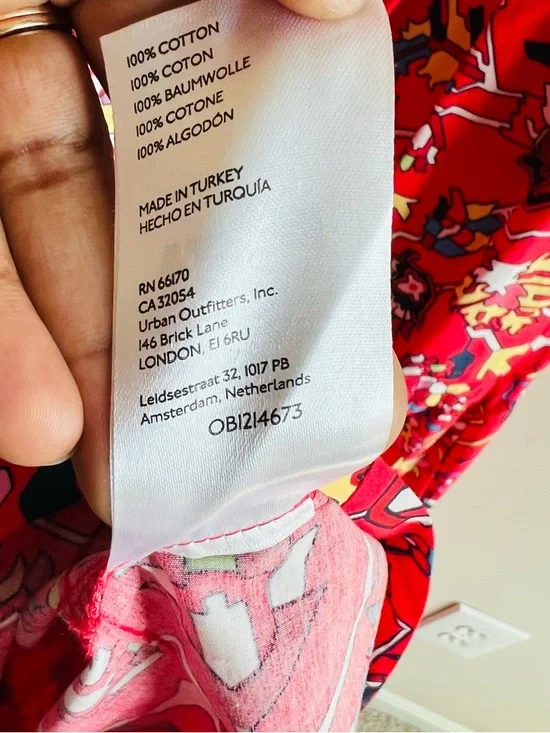 100% COTTON
100% COTON
100% BAUMWOLLE
100% COTONE
100% ALGODÓN
MADE IN TURKEY
HECHO EN TURQUÍA
RN 66170
CA 32054
Urban Outfitters, Inc.
146 Brick Lane
LONDON, E1 6RU
Leidsestraat 32, 1017 PB
Amsterdam, Netherlands
OB1214673